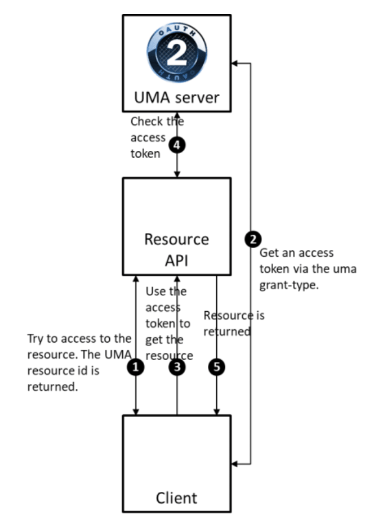 OAUTH
2
OAUTH
UMA server
Check the
access
token
4
Resource
API
2
Get an access
token via the uma
grant-type.
Use the
access
token to
get the
resource
Resource is
returned
Try to access to the
resource. The UMA
resource id is
returned.
1
3
5
Client